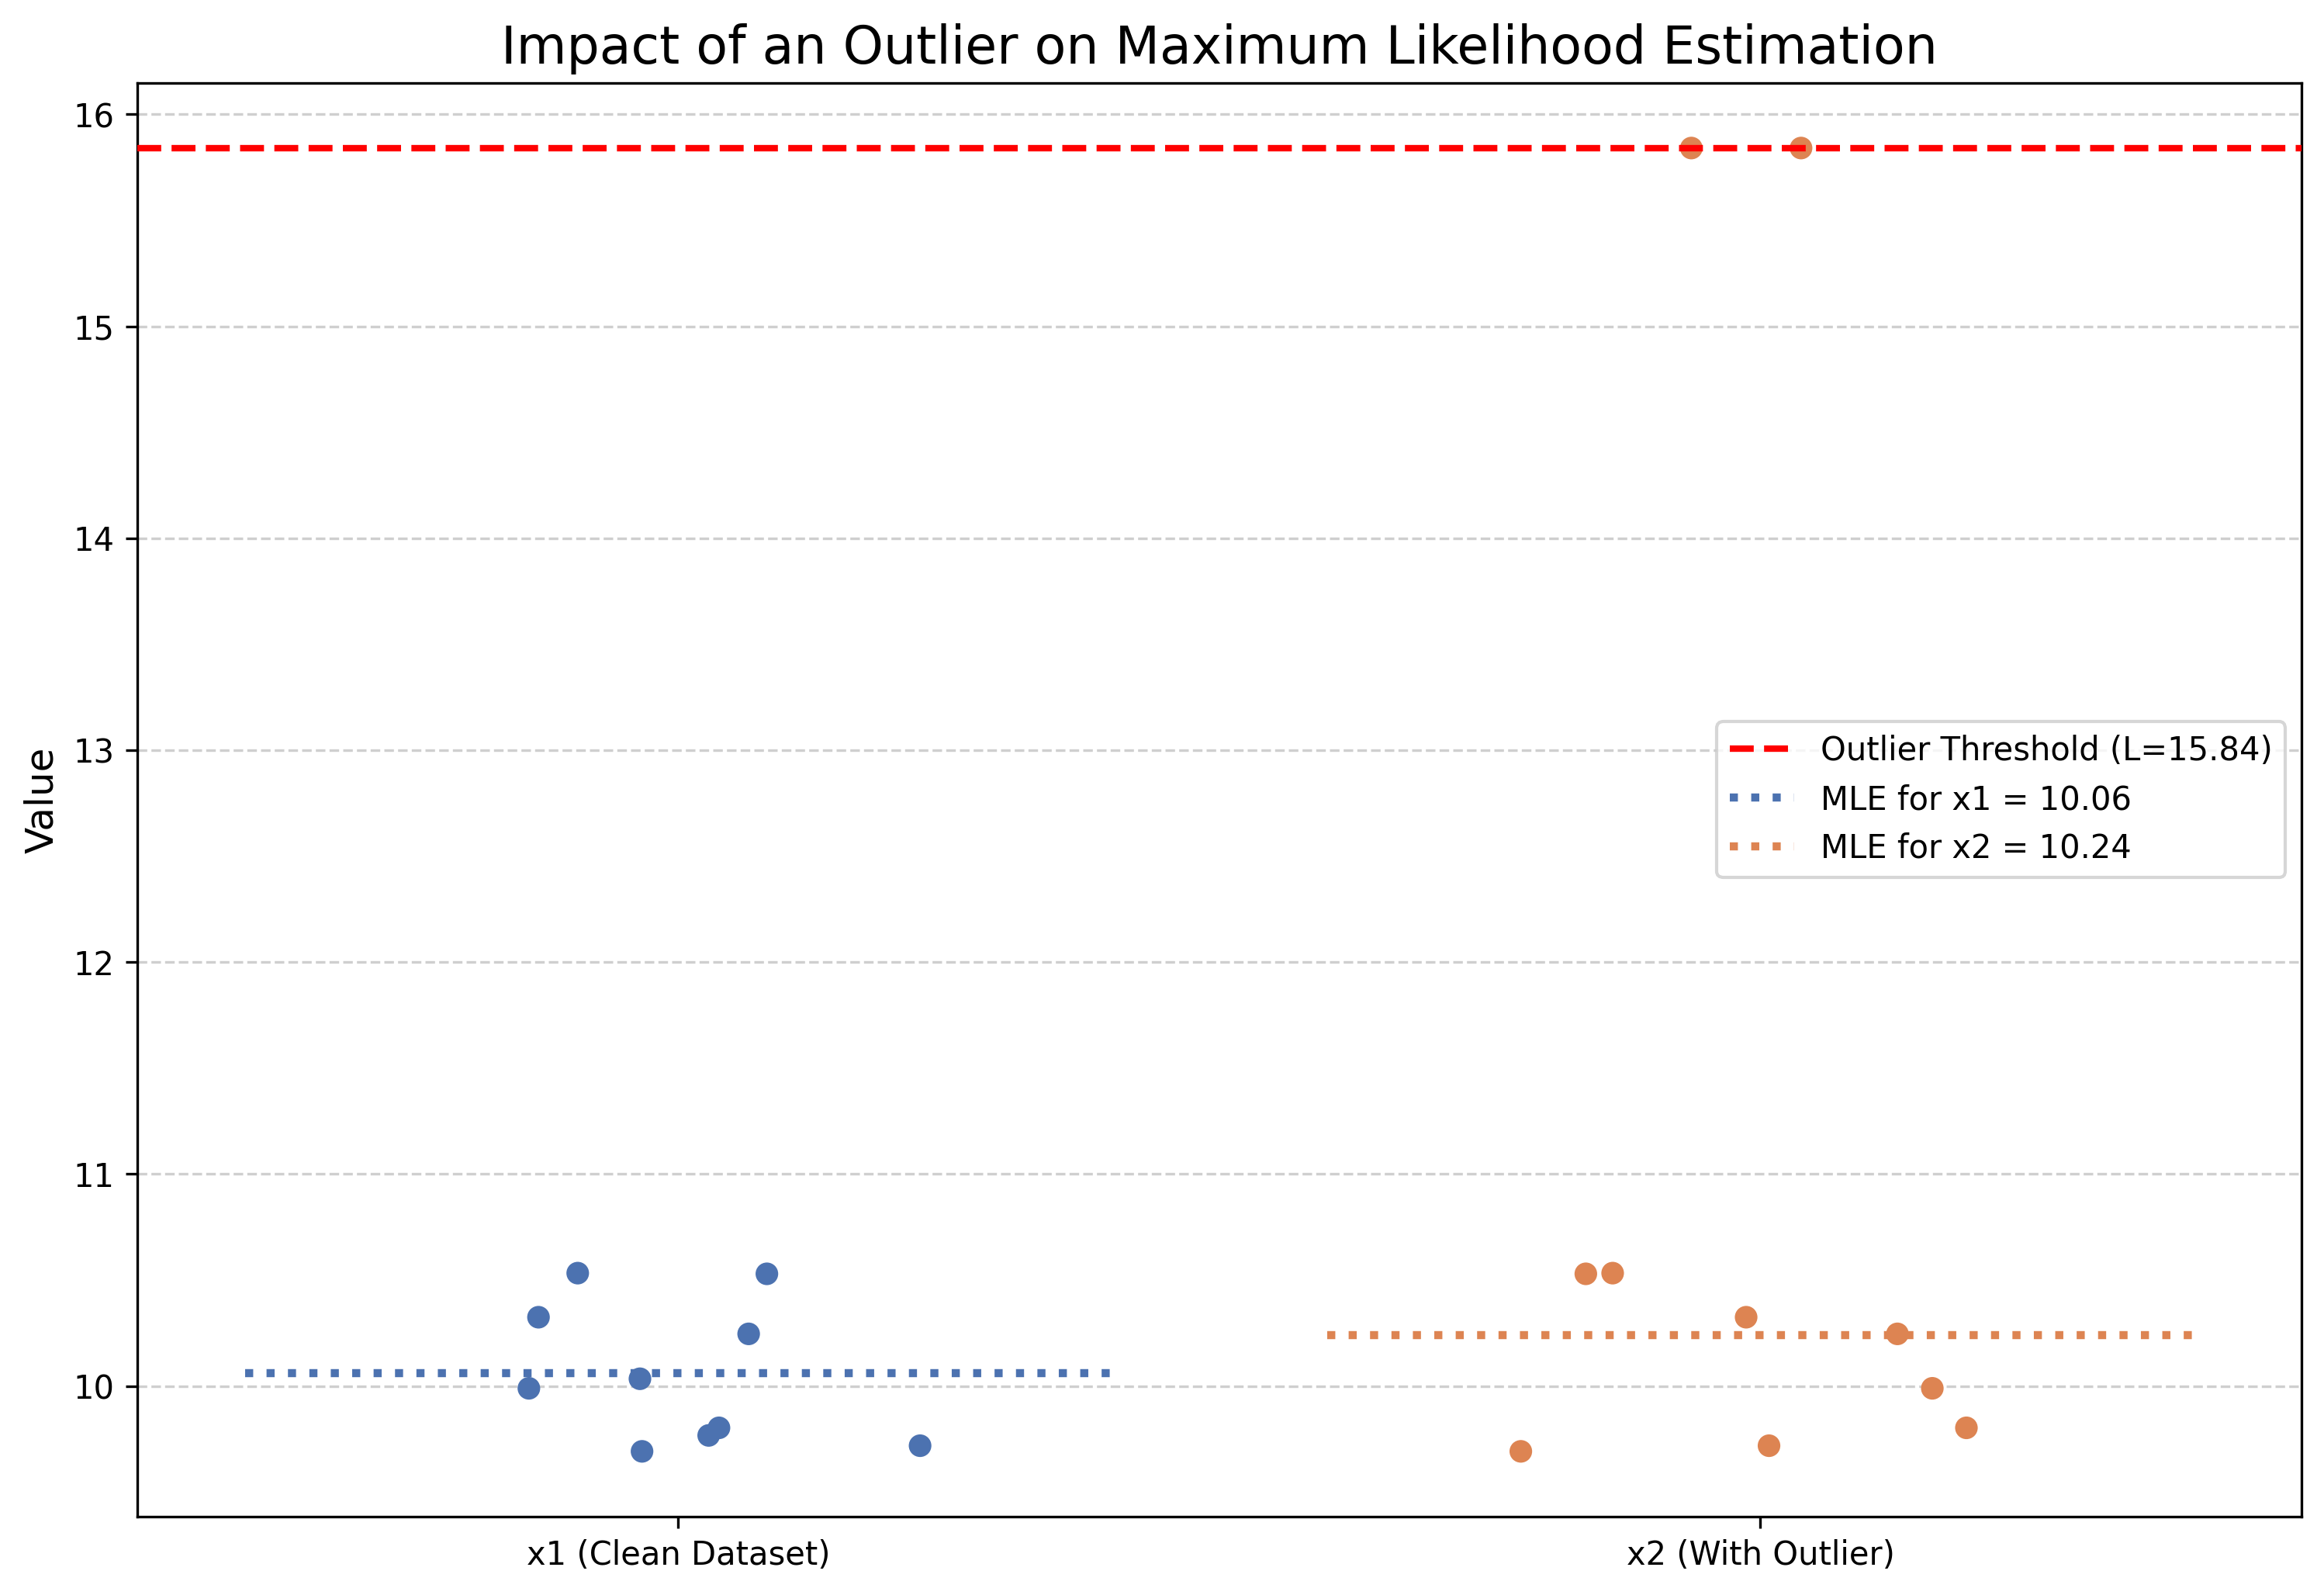 Impact of an Outlier on Maximum Likelihood Estimation
16
15
14
13
12
11
10
Value
Outlier Threshold (L=15.84)
MLE for x1 = 10.06
MLE for x2 = 10.24
x1 (Clean Dataset)
x2 (With Outlier)